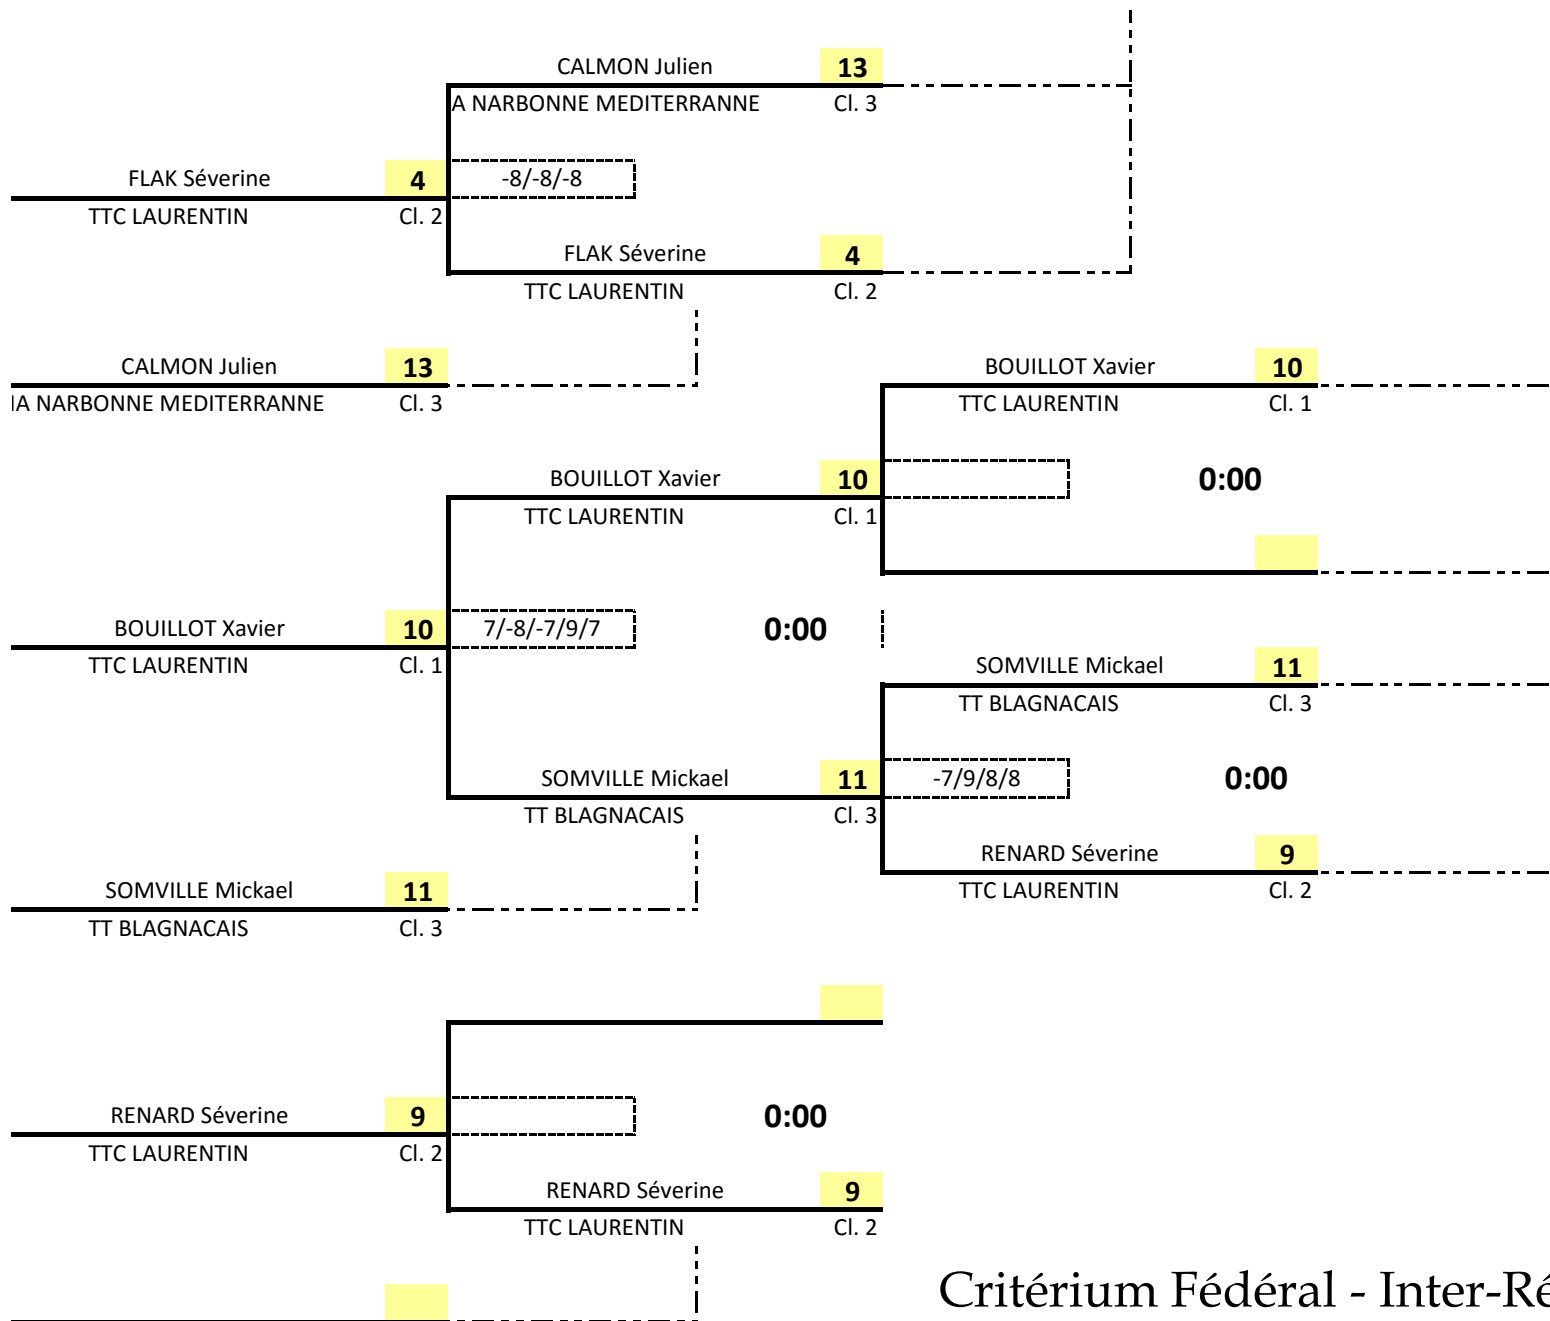 CALMON Julien 13
A NARBONNE MEDITERRANNE Cl. 3
FLAK Séverine 4 -8/-8/-8
TTC LAURENTIN Cl. 2
FLAK Séverine 4
TTC LAURENTIN Cl. 2
CALMON Julien 13 BOUILLOT Xavier 10
IA NARBONNE MEDITERRANNE Cl. 3 TTC LAURENTIN Cl. 1
BOUILLOT Xavier 10 0:00
TTC LAURENTIN Cl. 1
BOUILLOT Xavier 10 7/-8/-7/9/7 0:00
TTC LAURENTIN Cl. 1 SOMVILLE Mickael 11
TT BLAGNACAIS Cl. 3
SOMVILLE Mickael 11 -7/9/8/8 0:00
TT BLAGNACAIS Cl. 3
RENARD Séverine 9
SOMVILLE Mickael 11 TTC LAURENTIN Cl. 2
TT BLAGNACAIS Cl. 3
RENARD Séverine 9 0:00
TTC LAURENTIN Cl. 2
RENARD Séverine 9
TTC LAURENTIN Cl. 2
Critérium Fédéral - Inter-Ré